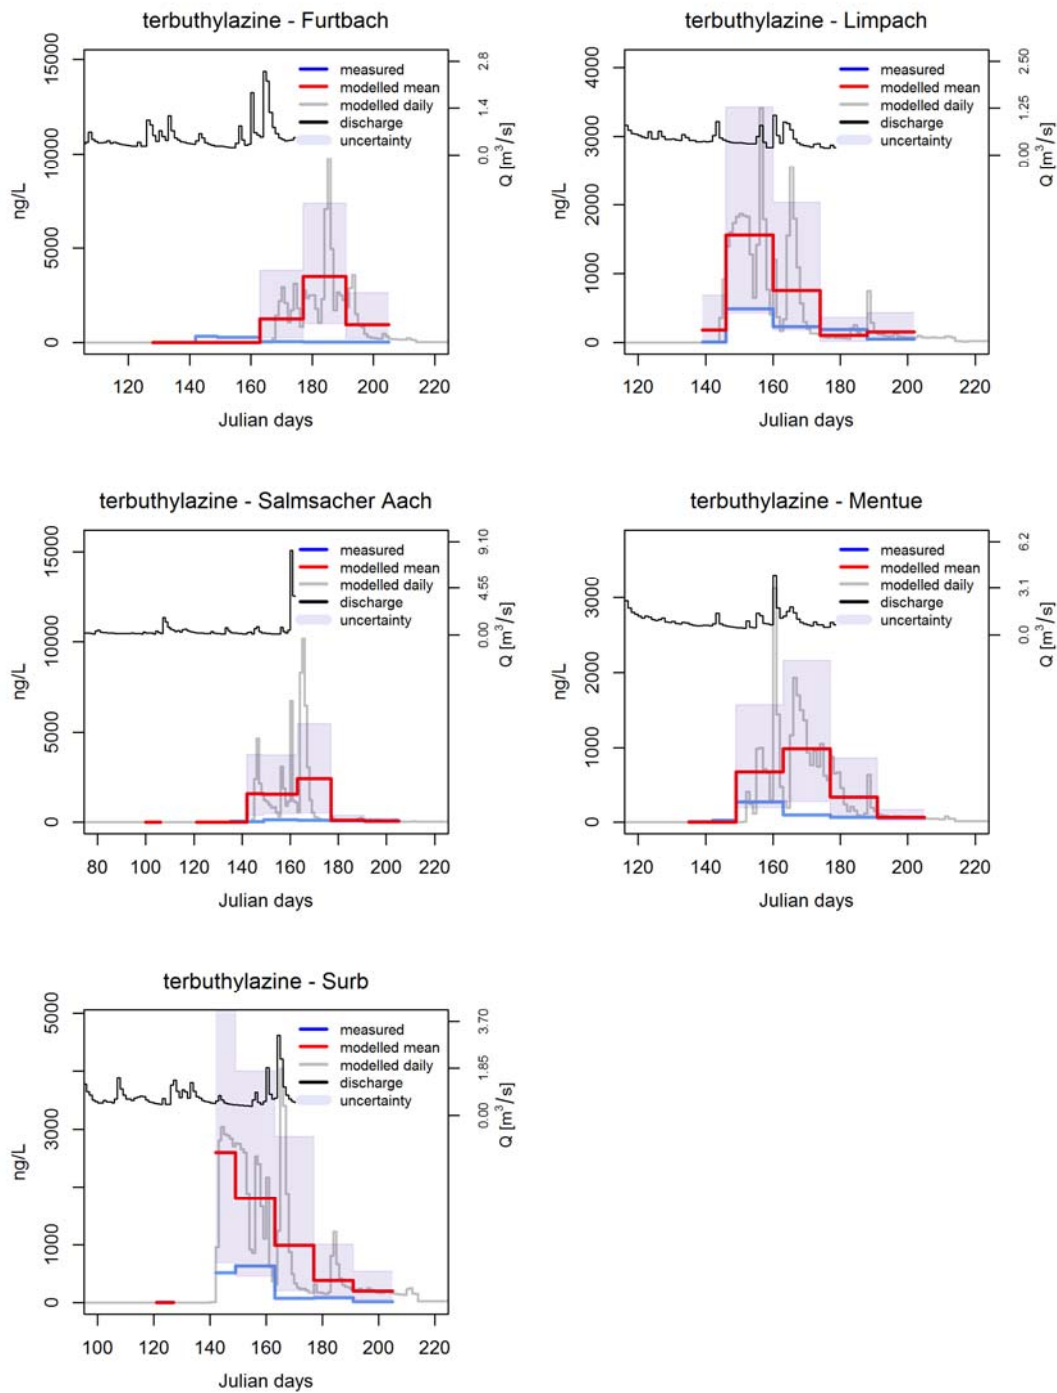 terbuthylazine - Furtbach
measured
modelled mean
modelled daily
discharge
uncertainty
ng/L
0
5000
10000
15000
Q [m³/s]
0.0
1.4
2.8
120
140
160
180
200
220
Julian days
terbuthylazine - Limpach
measured
modelled mean
modelled daily
discharge
uncertainty
ng/L
0
1000
2000
3000
4000
Q [m³/s]
0.00
1.25
2.50
120
140
160
180
200
220
Julian days
terbuthylazine - Salmsacher Aach
measured
modelled mean
modelled daily
discharge
uncertainty
ng/L
0
5000
10000
15000
Q [m³/s]
0.00
4.55
9.10
80
100
120
140
160
180
200
220
Julian days
terbuthylazine - Mentue
measured
modelled mean
modelled daily
discharge
uncertainty
ng/L
0
1000
2000
3000
Q [m³/s]
0.0
3.1
6.2
120
140
160
180
200
220
Julian days
terbuthylazine - Surb
measured
modelled mean
modelled daily
discharge
uncertainty
ng/L
0
1000
3000
5000
Q [m³/s]
0.00
1.85
3.70
100
120
140
160
180
200
220
Julian days